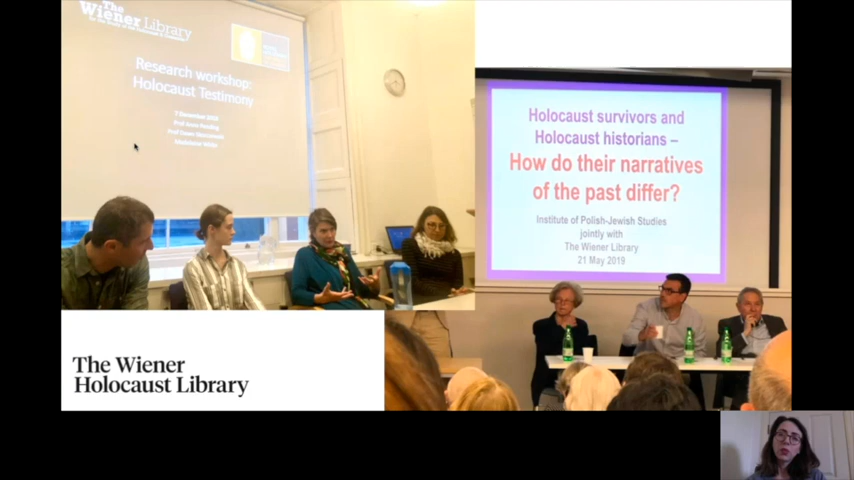 The
Wiener Library
Research workshop:
Holocaust Testimony
Holocaust survivors and
Holocaust historians –
How do their narratives
of the past differ?
Institute of Polish-Jewish Studies
jointly with
The Wiener Library
21 May 2019
The Wiener
Holocaust Library